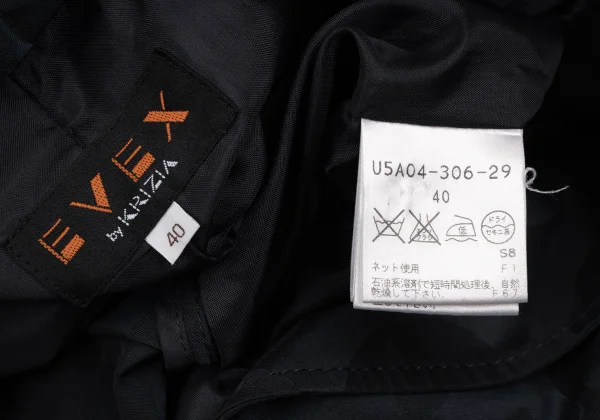 EVEX
by KRIZIA
40
U5A04-306-29
40
低
ドライ
セキユ系
S8
ネット使用
F1
石油系溶剤で短時間処理後、自然
乾燥して下さい。
F67